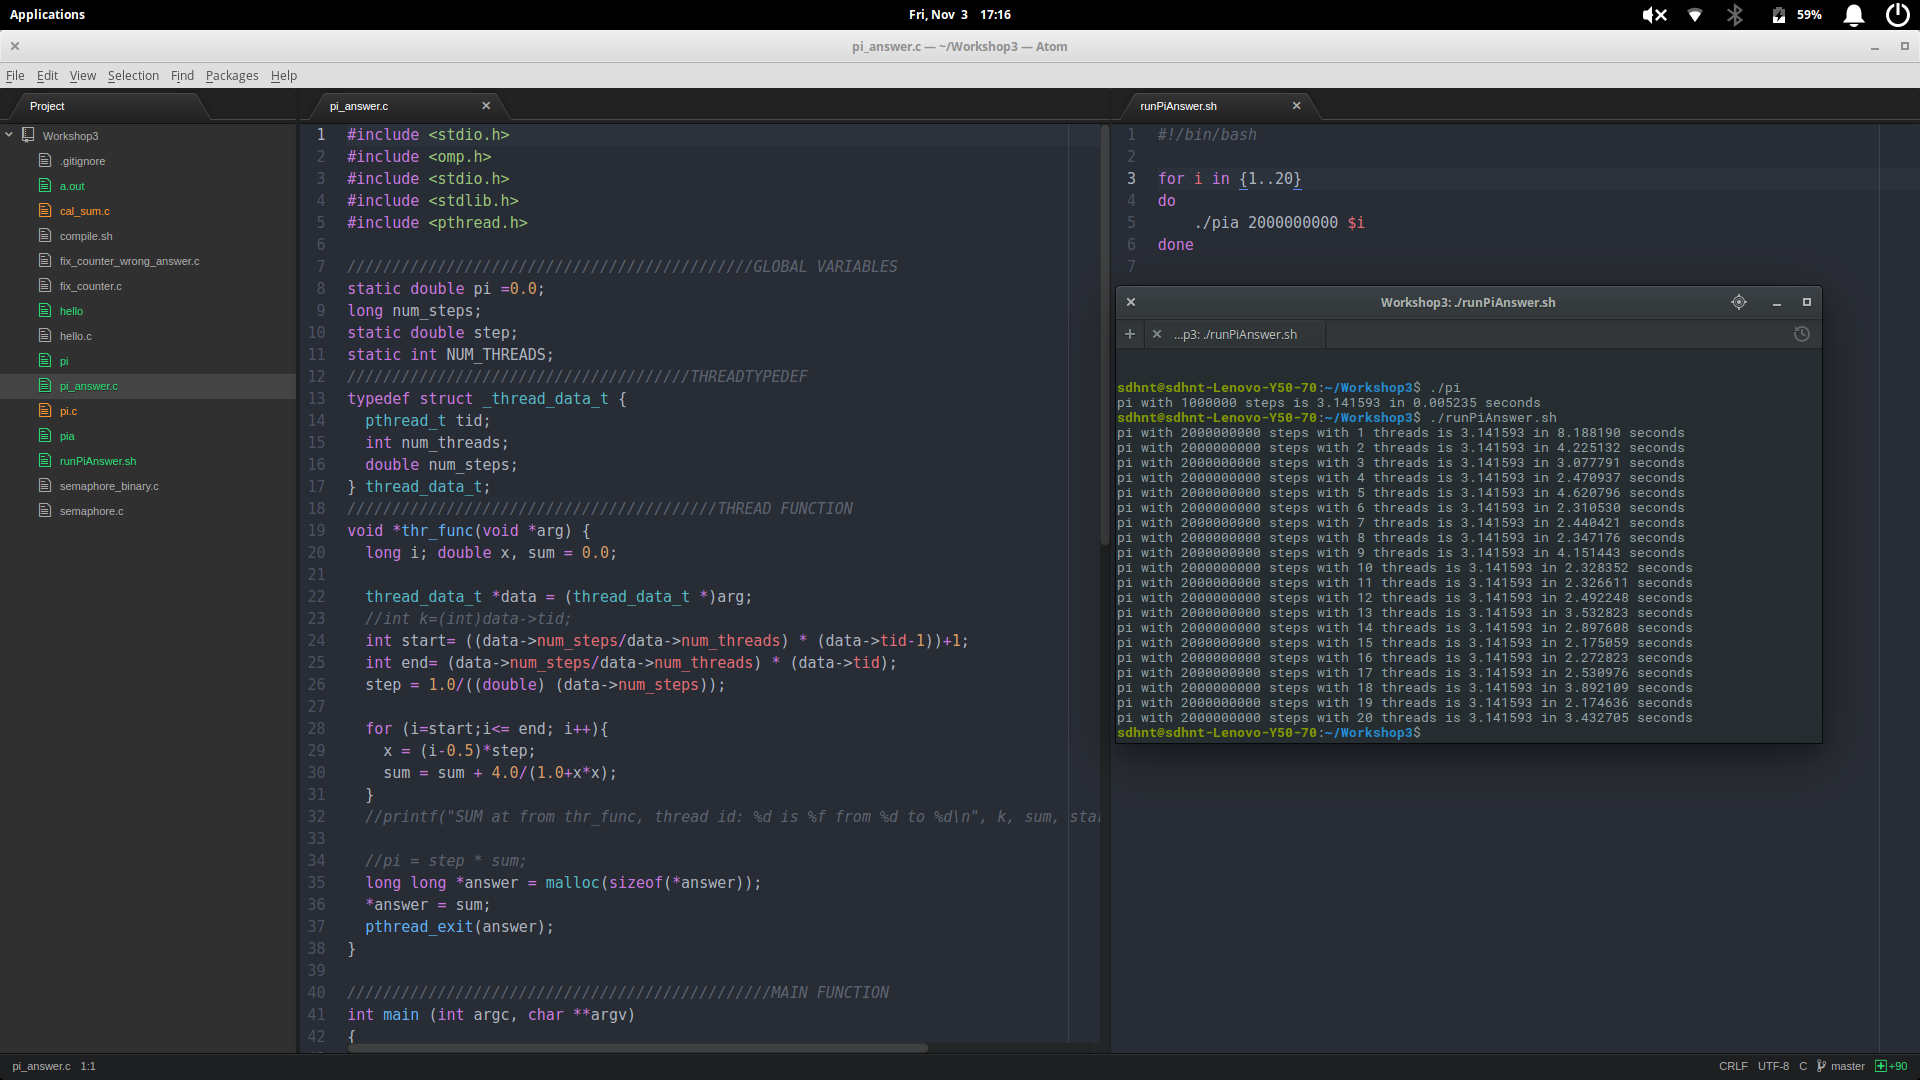 Applications
Fri, Nov 3 17:16
59%
pi_answer.c — ~/Workshop3 — Atom
File Edit View Selection Find Packages Help
Project
Workshop3
.gitignore
a.out
cal_sum.c
compile.sh
fix_counter_wrong_answer.c
fix_counter.c
hello
hello.c
pi
pi_answer.c
pi.c
pia
runPiAnswer.sh
semaphore_binary.c
semaphore.c
pi_answer.c
1 #include <stdio.h>
2 #include <omp.h>
3 #include <stdio.h>
4 #include <stdlib.h>
5 #include <pthread.h>
6
7 /////////////////////////////////////////////GLOBAL VARIABLES
8 static double pi =0.0;
9 long num_steps;
10 static double step;
11 static int NUM_THREADS;
12 //////////////////////////////////////THREADTYPEDEF
13 typedef struct _thread_data_t {
14 pthread_t tid;
15 int num_threads;
16 double num_steps;
17 } thread_data_t;
18 /////////////////////////////////////////THREAD FUNCTION
19 void *thr_func(void *arg) {
20 long i; double x, sum = 0.0;
21
22 thread_data_t *data = (thread_data_t *)arg;
23 //int k=(int)data->tid;
24 int start= ((data->num_steps/data->num_threads) * (data->tid-1))+1;
25 int end= (data->num_steps/data->num_threads) * (data->tid);
26 step = 1.0/((double) (data->num_steps));
27
28 for (i=start;i<= end; i++){
29 x = (i-0.5)*step;
30 sum = sum + 4.0/(1.0+x*x);
31 }
32 //printf("SUM at from thr_func, thread id: %d is %f from %d to %d\n", k, sum, sta
33
34 //pi = step * sum;
35 long long *answer = malloc(sizeof(*answer));
36 *answer = sum;
37 pthread_exit(answer);
38 }
39
40 ///////////////////////////////////////////////MAIN FUNCTION
41 int main (int argc, char **argv)
42 {
runPiAnswer.sh
1 #!/bin/bash
2
3 for i in {1..20}
4 do
5 ./pia 2000000000 $i
6 done
7
Workshop3: ./runPiAnswer.sh
...p3: ./runPiAnswer.sh
sdhnt@sdhnt-Lenovo-Y50-70:~/Workshop3$ ./pi
pi with 1000000 steps is 3.141593 in 0.005235 seconds
sdhnt@sdhnt-Lenovo-Y50-70:~/Workshop3$ ./runPiAnswer.sh
pi with 2000000000 steps with 1 threads is 3.141593 in 8.188190 seconds
pi with 2000000000 steps with 2 threads is 3.141593 in 4.225132 seconds
pi with 2000000000 steps with 3 threads is 3.141593 in 3.077791 seconds
pi with 2000000000 steps with 4 threads is 3.141593 in 2.470937 seconds
pi with 2000000000 steps with 5 threads is 3.141593 in 4.620796 seconds
pi with 2000000000 steps with 6 threads is 3.141593 in 2.310530 seconds
pi with 2000000000 steps with 7 threads is 3.141593 in 2.440421 seconds
pi with 2000000000 steps with 8 threads is 3.141593 in 2.347176 seconds
pi with 2000000000 steps with 9 threads is 3.141593 in 4.151443 seconds
pi with 2000000000 steps with 10 threads is 3.141593 in 2.328352 seconds
pi with 2000000000 steps with 11 threads is 3.141593 in 2.326611 seconds
pi with 2000000000 steps with 12 threads is 3.141593 in 2.492248 seconds
pi with 2000000000 steps with 13 threads is 3.141593 in 3.532823 seconds
pi with 2000000000 steps with 14 threads is 3.141593 in 2.897608 seconds
pi with 2000000000 steps with 15 threads is 3.141593 in 2.175059 seconds
pi with 2000000000 steps with 16 threads is 3.141593 in 2.272823 seconds
pi with 2000000000 steps with 17 threads is 3.141593 in 2.530976 seconds
pi with 2000000000 steps with 18 threads is 3.141593 in 3.892109 seconds
pi with 2000000000 steps with 19 threads is 3.141593 in 2.174636 seconds
pi with 2000000000 steps with 20 threads is 3.141593 in 3.432705 seconds
sdhnt@sdhnt-Lenovo-Y50-70:~/Workshop3$
pi_answer.c 1:1
CRLF UTF-8 C master +90